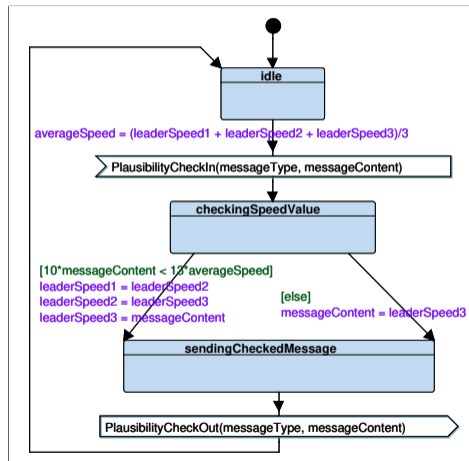 idle
averageSpeed = (leaderSpeed1 + leaderSpeed2 + leaderSpeed3)/3
PlausibilityCheckIn(messageType, messageContent)
checkingSpeedValue
[10*messageContent < 13*averageSpeed]
leaderSpeed1 = leaderSpeed2
leaderSpeed2 = leaderSpeed3
leaderSpeed3 = messageContent
[else]
messageContent = leaderSpeed3
sendingCheckedMessage
PlausibilityCheckOut(messageType, messageContent)